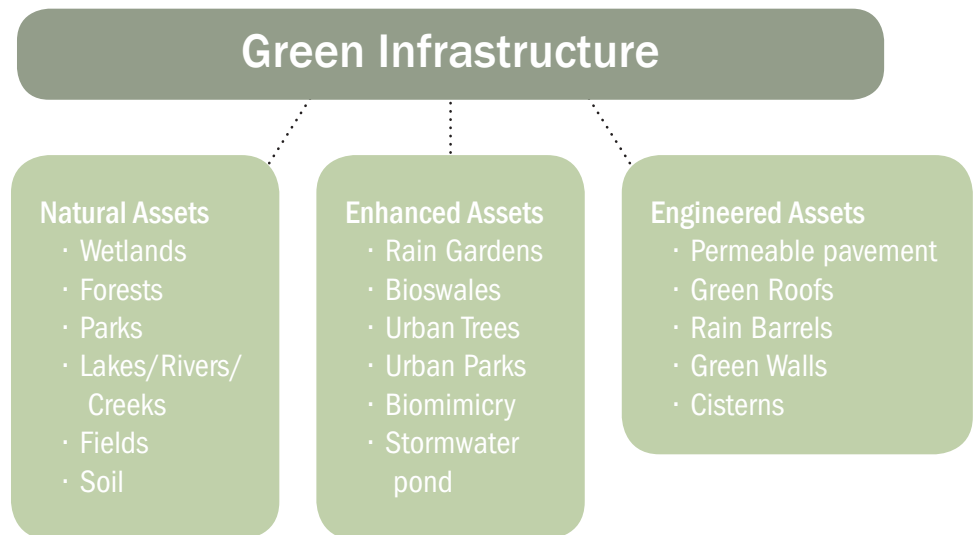 Green Infrastructure
Natural Assets
· Wetlands
· Forests
· Parks
· Lakes/Rivers/
Creeks
· Fields
· Soil
Enhanced Assets
· Rain Gardens
· Bioswales
· Urban Trees
· Urban Parks
· Biomimicry
· Stormwater
pond
Engineered Assets
· Permeable pavement
· Green Roofs
· Rain Barrels
· Green Walls
· Cisterns